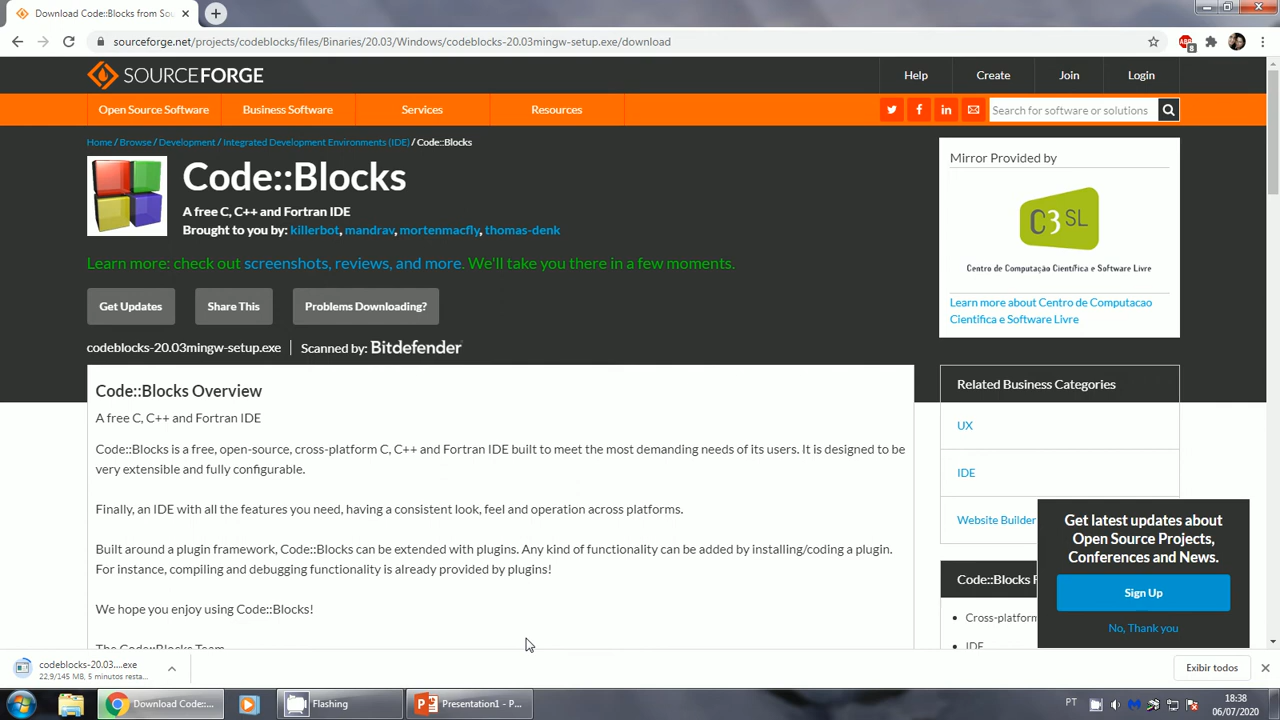 Download Code::Blocks from Sou
sourceforge.net/projects/codeblocks/files/Binaries/20.03/Windows/codeblocks-20.03mingw-setup.exe/download
ABP
8
SOURCEFORGE
Help
Create
Join
Login
Open Source Software
Business Software
Services
Resources
Search for software or solutions
Home / Browse / Development / Integrated Development Environments (IDE) / Code::Blocks
Code::Blocks
A free C, C++ and Fortran IDE
Brought to you by: killerbot, mandrav, mortenmacfly, thomas-denk
Learn more: check out screenshots, reviews, and more. We'll take you there in a few moments.
Get Updates
Share This
Problems Downloading?
codeblocks-20.03mingw-setup.exe
Scanned by: Bitdefender
Mirror Provided by
C3 SL
Centro de Computação Científica e Software Livre
Learn more about Centro de Computacao
Cientifica e Software Livre
Code::Blocks Overview
A free C, C++ and Fortran IDE
Code::Blocks is a free, open-source, cross-platform C, C++ and Fortran IDE built to meet the most demanding needs of its users. It is designed to be
very extensible and fully configurable.
Finally, an IDE with all the features you need, having a consistent look, feel and operation across platforms.
Built around a plugin framework, Code::Blocks can be extended with plugins. Any kind of functionality can be added by installing/coding a plugin.
For instance, compiling and debugging functionality is already provided by plugins!
We hope you enjoy using Code::Blocks!
The Code::Blocks Team
Related Business Categories
UX
IDE
Website Builder
Code::Blocks F
Cross-platform
IDE
Get latest updates about
Open Source Projects,
Conferences and News.
Sign Up
No, Thank you
codeblocks-20.03....exe
22,9/145 MB, 5 minutos resta...
Exibir todos
Download Code::...
Flashing
Presentation1 - P...
PT
18:38
06/07/2020